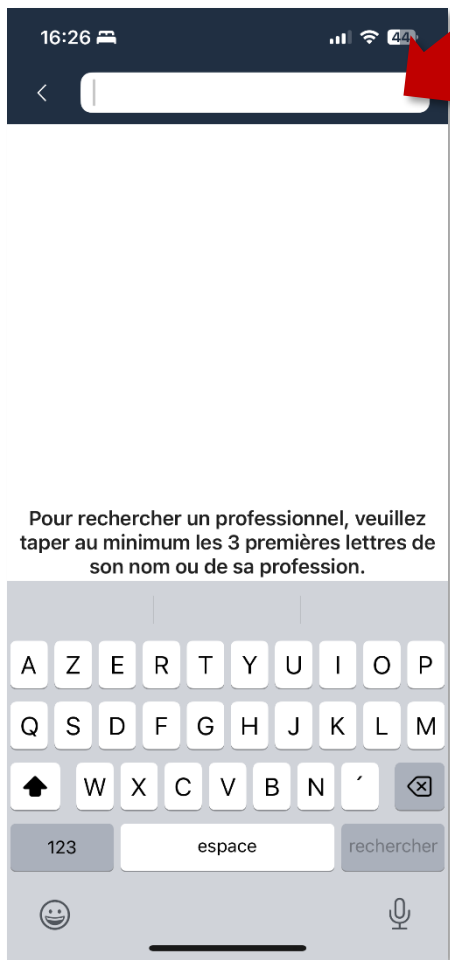 16:26
44
Pour rechercher un professionnel, veuillez
taper au minimum les 3 premières lettres de
son nom ou de sa profession.
A Z E R T Y U I O P
Q S D F G H J K L M
W X C V B N ´
123 espace rechercher